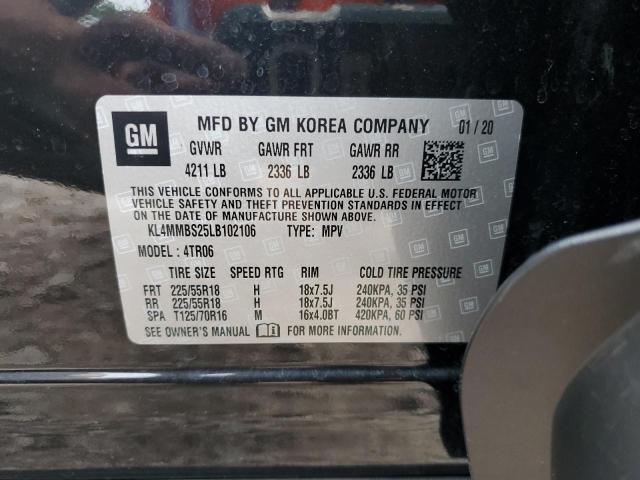 GM
MFD BY GM KOREA COMPANY 01/20
GVWR GAWR FRT GAWR RR
4211 LB 2336 LB 2336 LB
THIS VEHICLE CONFORMS TO ALL APPLICABLE U.S. FEDERAL MOTOR
VEHICLE SAFETY AND THEFT PREVENTION STANDARDS IN EFFECT ON
THE DATE OF MANUFACTURE SHOWN ABOVE.
KL4MMBS25LB102106 TYPE: MPV
MODEL: 4TR06
TIRE SIZE SPEED RTG RIM COLD TIRE PRESSURE
FRT 225/55R18 H 18x7.5J 240KPA, 35 PSI
RR 225/55R18 H 18x7.5J 240KPA, 35 PSI
SPA T125/70R16 M 16x4.0BT 420KPA, 60 PSI
SEE OWNER'S MANUAL FOR MORE INFORMATION.